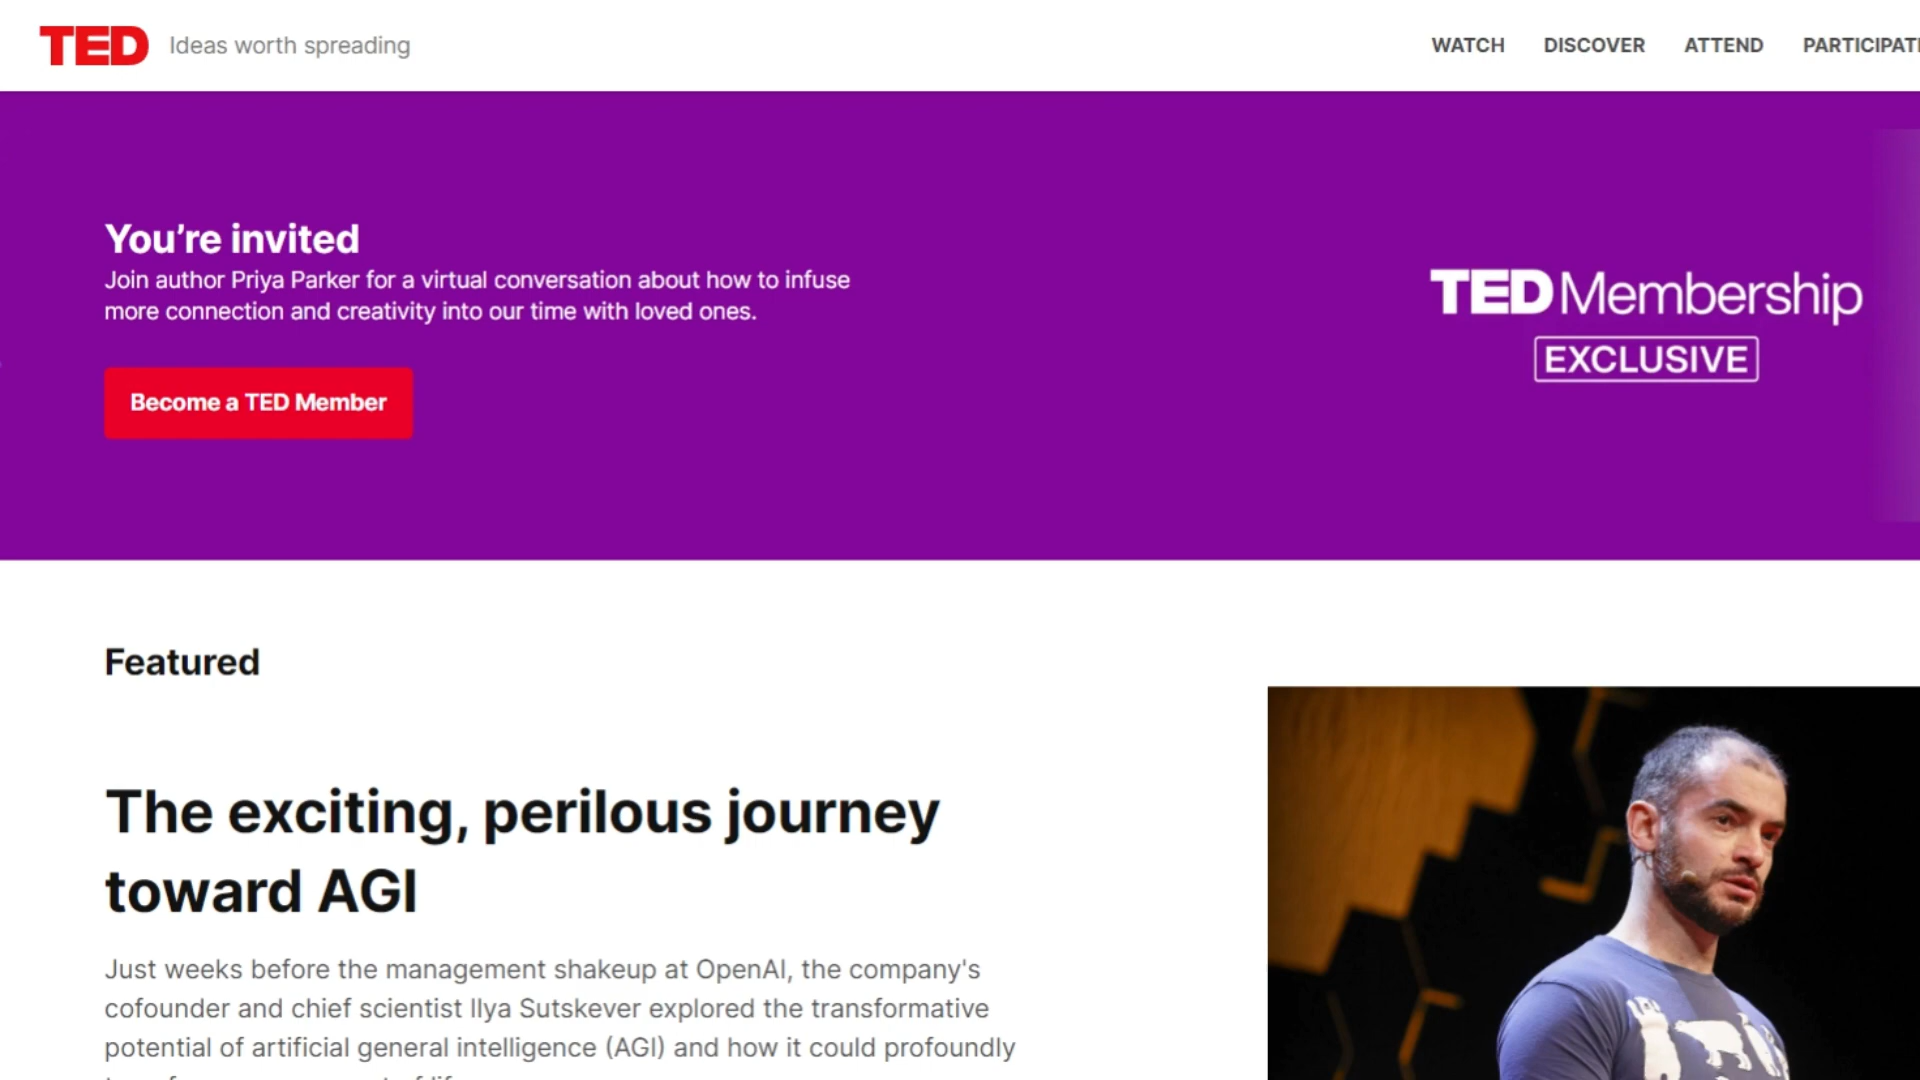 TED Ideas worth spreading
WATCH DISCOVER ATTEND
You're invited
Join author Priya Parker for a virtual conversation about how to infuse
more connection and creativity into our time with loved ones.
Become a TED Member
TED Membership
EXCLUSIVE
Featured
The exciting, perilous journey
toward AGI
Just weeks before the management shakeup at OpenAI, the company's
cofounder and chief scientist Ilya Sutskever explored the transformative
potential of artificial general intelligence (AGI) and how it could profoundly